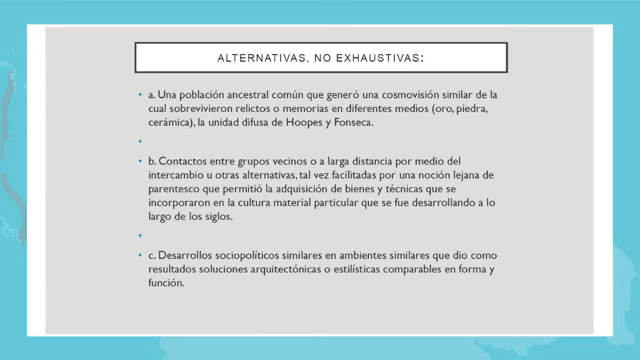 ALTERNATIVAS, NO EXHAUSTIVAS:
• a. Una población ancestral común que generó una cosmovisión similar de la
cual sobrevivieron relictos o memorias en diferentes medios (oro, piedra,
cerámica), la unidad difusa de Hoopes y Fonseca.
•
• b. Contactos entre grupos vecinos o a larga distancia por medio del
intercambio u otras alternativas, tal vez facilitadas por una noción lejana de
parentesco que permitió la adquisición de bienes y técnicas que se
incorporaron en la cultura material particular que se fue desarrollando a lo
largo de los siglos.
•
• c. Desarrollos sociopolíticos similares en ambientes similares que dio como
resultados soluciones arquitectónicas o estilísticas comparables en forma y
función.